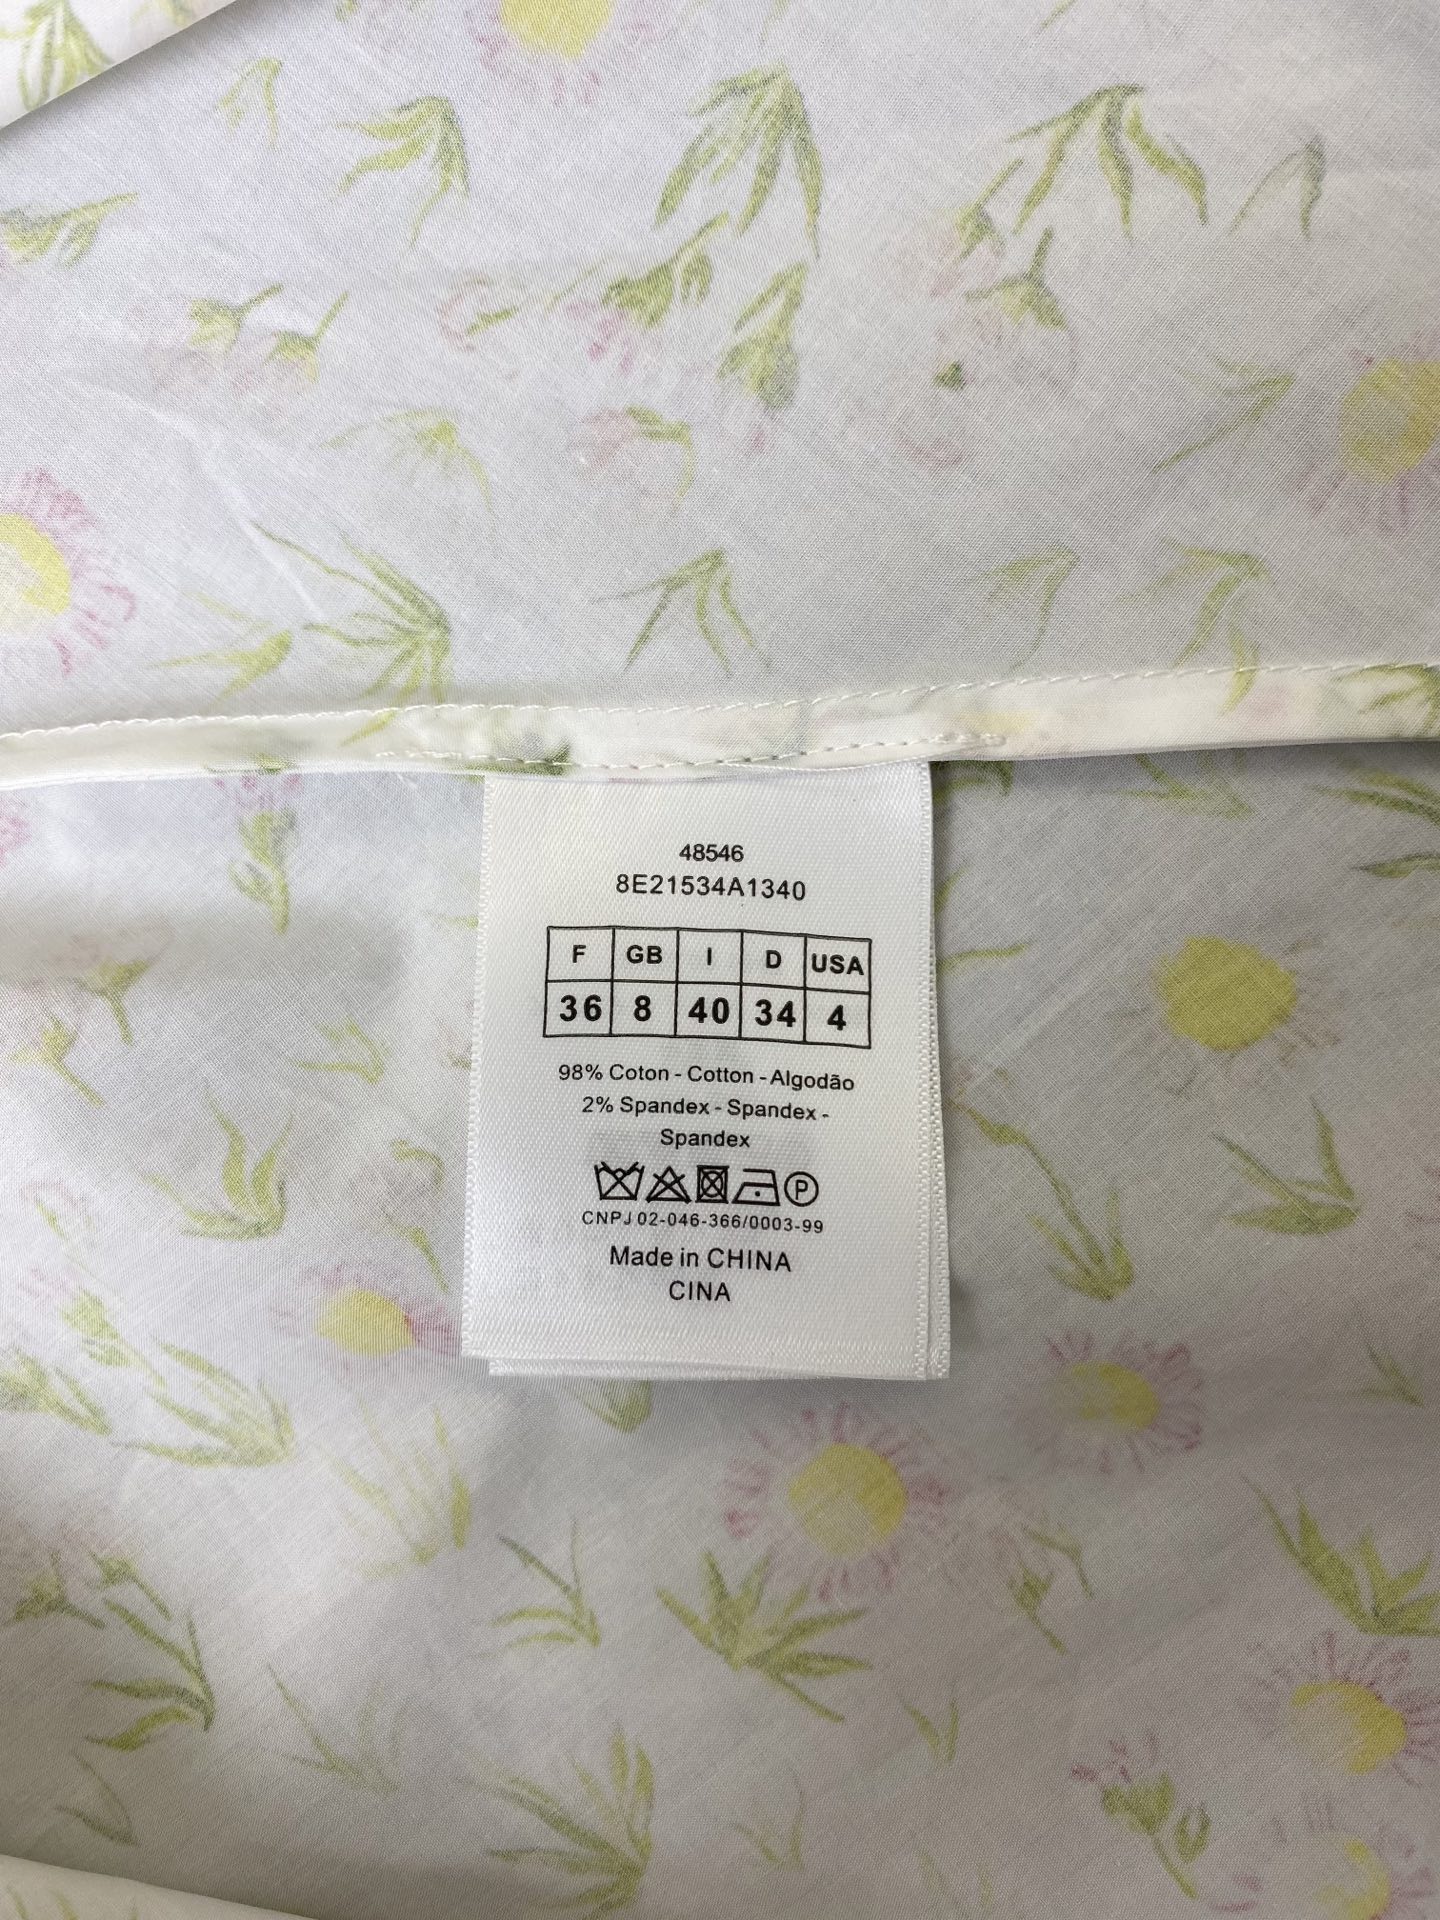 48546
8E21534A1340
F GB I D USA
36 8 40 34 4
98% Coton - Cotton - Algodão
2% Spandex - Spandex -
Spandex
P
CNPJ 02-046-366/0003-99
Made in CHINA
CINA